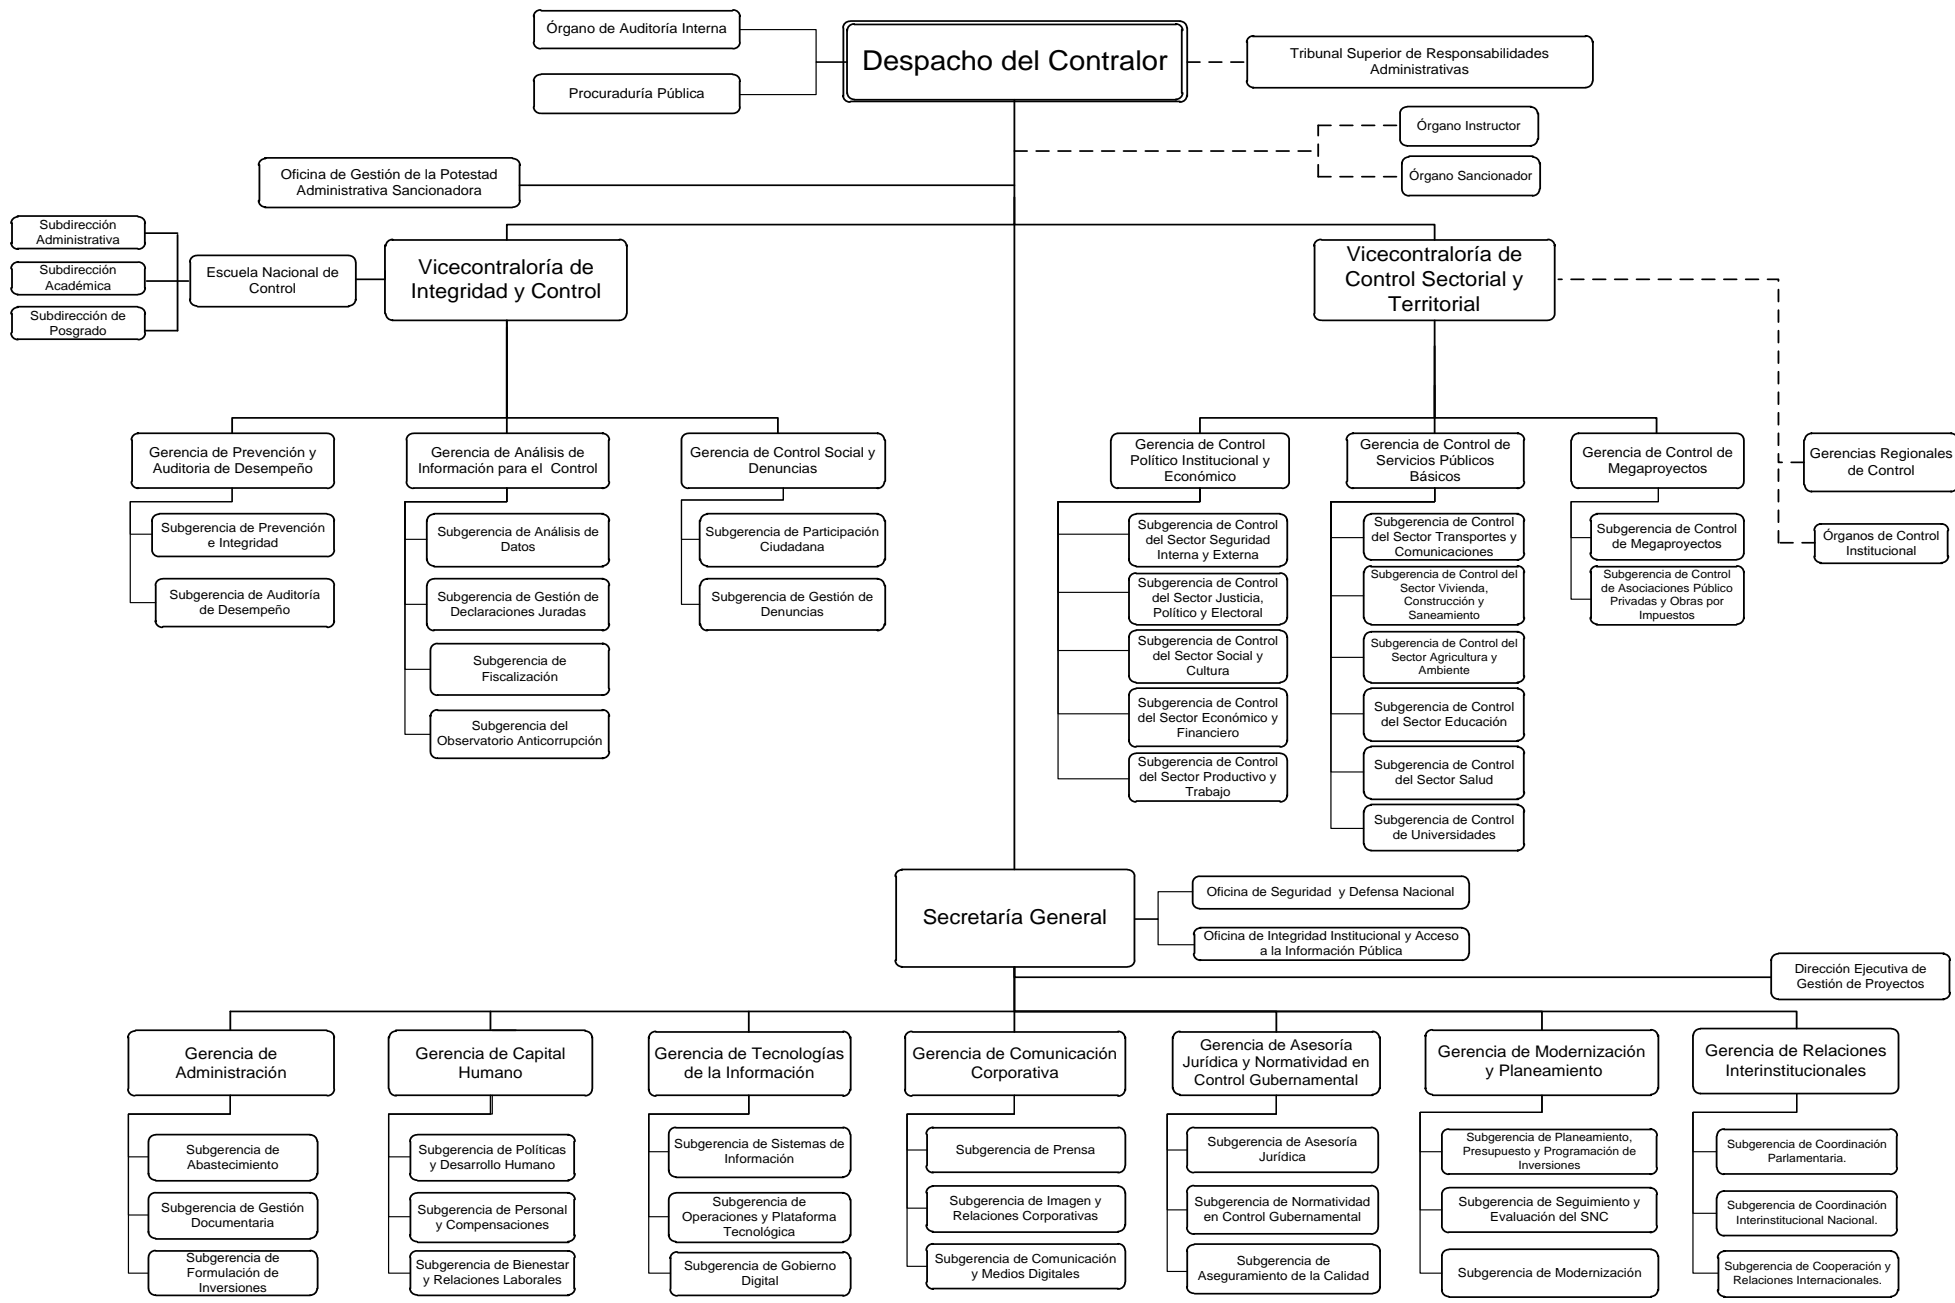 Órgano de Auditoría Interna
Procuraduría Pública
Despacho del Contralor
Tribunal Superior de Responsabilidades
Administrativas
Órgano Instructor
Órgano Sancionador
Oficina de Gestión de la Potestad
Administrativa Sancionadora
Subdirección
Administrativa
Subdirección
Académica
Subdirección de
Posgrado
Escuela Nacional de
Control
Vicecontraloría de
Integridad y Control
Vicecontraloría de
Control Sectorial y
Territorial
Gerencia de Prevención y
Auditoria de Desempeño
Subgerencia de Prevención
e Integridad
Subgerencia de Auditoría
de Desempeño
Gerencia de Análisis de
Información para el Control
Subgerencia de Análisis de
Datos
Subgerencia de Gestión de
Declaraciones Juradas
Subgerencia de
Fiscalización
Subgerencia del
Observatorio Anticorrupción
Gerencia de Control Social y
Denuncias
Subgerencia de Participación
Ciudadana
Subgerencia de Gestión de
Denuncias
Gerencia de Control
Político Institucional y
Económico
Subgerencia de Control
del Sector Seguridad
Interna y Externa
Subgerencia de Control
del Sector Justicia,
Político y Electoral
Subgerencia de Control
del Sector Social y
Cultura
Subgerencia de Control
del Sector Económico y
Financiero
Subgerencia de Control
del Sector Productivo y
Trabajo
Gerencia de Control de
Servicios Públicos
Básicos
Subgerencia de Control
del Sector Transportes y
Comunicaciones
Subgerencia de Control del
Sector Vivienda,
Construcción y
Saneamiento
Subgerencia de Control del
Sector Agricultura y
Ambiente
Subgerencia de Control
del Sector Educación
Subgerencia de Control
del Sector Salud
Subgerencia de Control
de Universidades
Gerencia de Control de
Megaproyectos
Subgerencia de Control
de Megaproyectos
Subgerencia de Control
de Asociaciones Público
Privadas y Obras por
Impuestos
Gerencias Regionales
de Control
Órganos de Control
Institucional
Secretaría General
Oficina de Seguridad y Defensa Nacional
Oficina de Integridad Institucional y Acceso
a la Información Pública
Dirección Ejecutiva de
Gestión de Proyectos
Gerencia de
Administración
Subgerencia de
Abastecimiento
Subgerencia de Gestión
Documentaria
Subgerencia de
Formulación de
Inversiones
Gerencia de Capital
Humano
Subgerencia de Políticas
y Desarrollo Humano
Subgerencia de Personal
y Compensaciones
Subgerencia de Bienestar
y Relaciones Laborales
Gerencia de Tecnologías
de la Información
Subgerencia de Sistemas de
Información
Subgerencia de
Operaciones y Plataforma
Tecnológica
Subgerencia de Gobierno
Digital
Gerencia de Comunicación
Corporativa
Subgerencia de Prensa
Subgerencia de Imagen y
Relaciones Corporativas
Subgerencia de Comunicación
y Medios Digitales
Gerencia de Asesoría
Jurídica y Normatividad en
Control Gubernamental
Subgerencia de Asesoría
Jurídica
Subgerencia de Normatividad
en Control Gubernamental
Subgerencia de
Aseguramiento de la Calidad
Gerencia de Modernización
y Planeamiento
Subgerencia de Planeamiento,
Presupuesto y Programación de
Inversiones
Subgerencia de Seguimiento y
Evaluación del SNC
Subgerencia de Modernización
Gerencia de Relaciones
Interinstitucionales
Subgerencia de Coordinación
Parlamentaria.
Subgerencia de Coordinación
Interinstitucional Nacional.
Subgerencia de Cooperación y
Relaciones Internacionales.